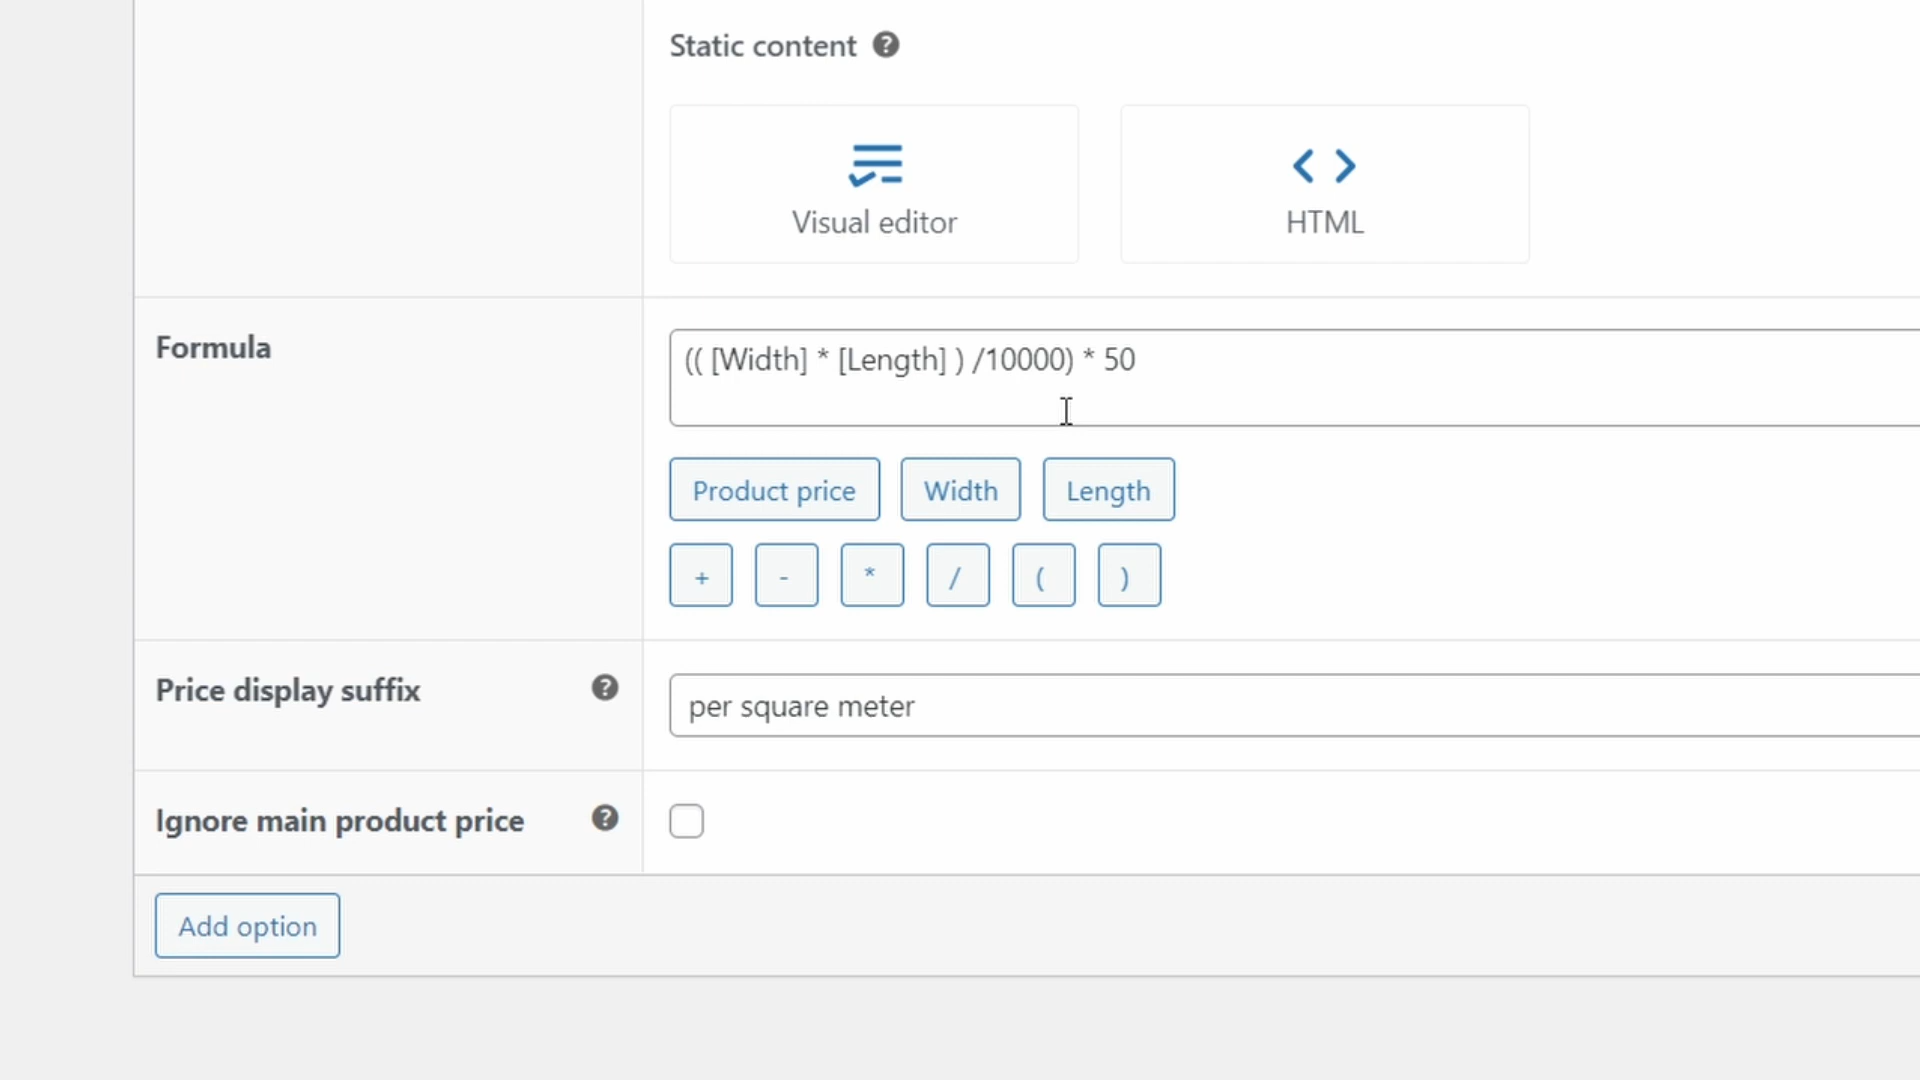 Static content ?
Visual editor
HTML
Formula
(( [Width] * [Length] ) /10000) * 50
Product price Width Length
+ - * / ( )
Price display suffix ?
per square meter
Ignore main product price ?
Add option